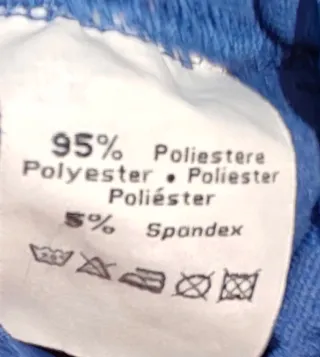 95% Poliestere
Polyester • Poliester
Poliéster
5% Spandex